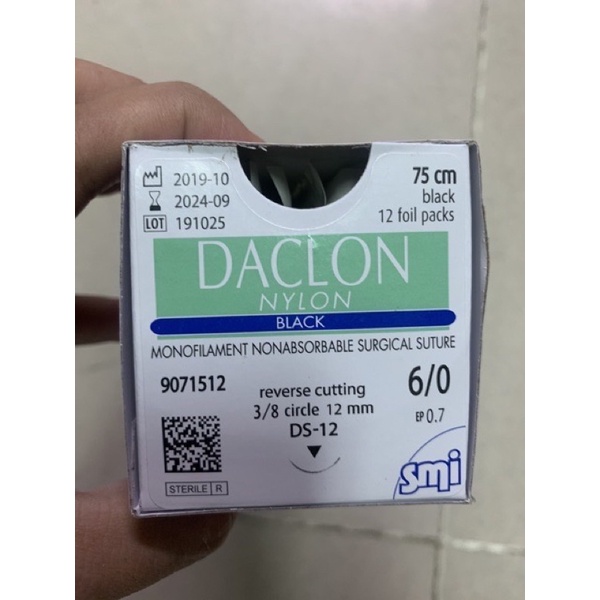 2019-10
2024-09
LOT 191025
75 cm
black
12 foil packs
DACLON
NYLON
BLACK
MONOFILAMENT NONABSORBABLE SURGICAL SUTURE
9071512
reverse cutting
3/8 circle 12 mm
DS-12
6/0
EP 0.7
STERILE R
smi